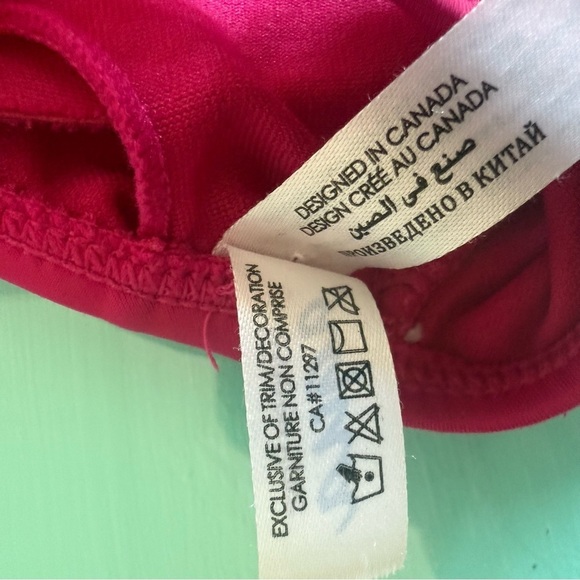 DESIGNED IN CANADA
DESIGN CRÉÉ AU CANADA
صنع في الصين
ПРОИЗВЕДЕНО В КИТАЙ
EXCLUSIVE OF TRIM/DECORATION
GARNITURE NON COMPRISE
CA#11297